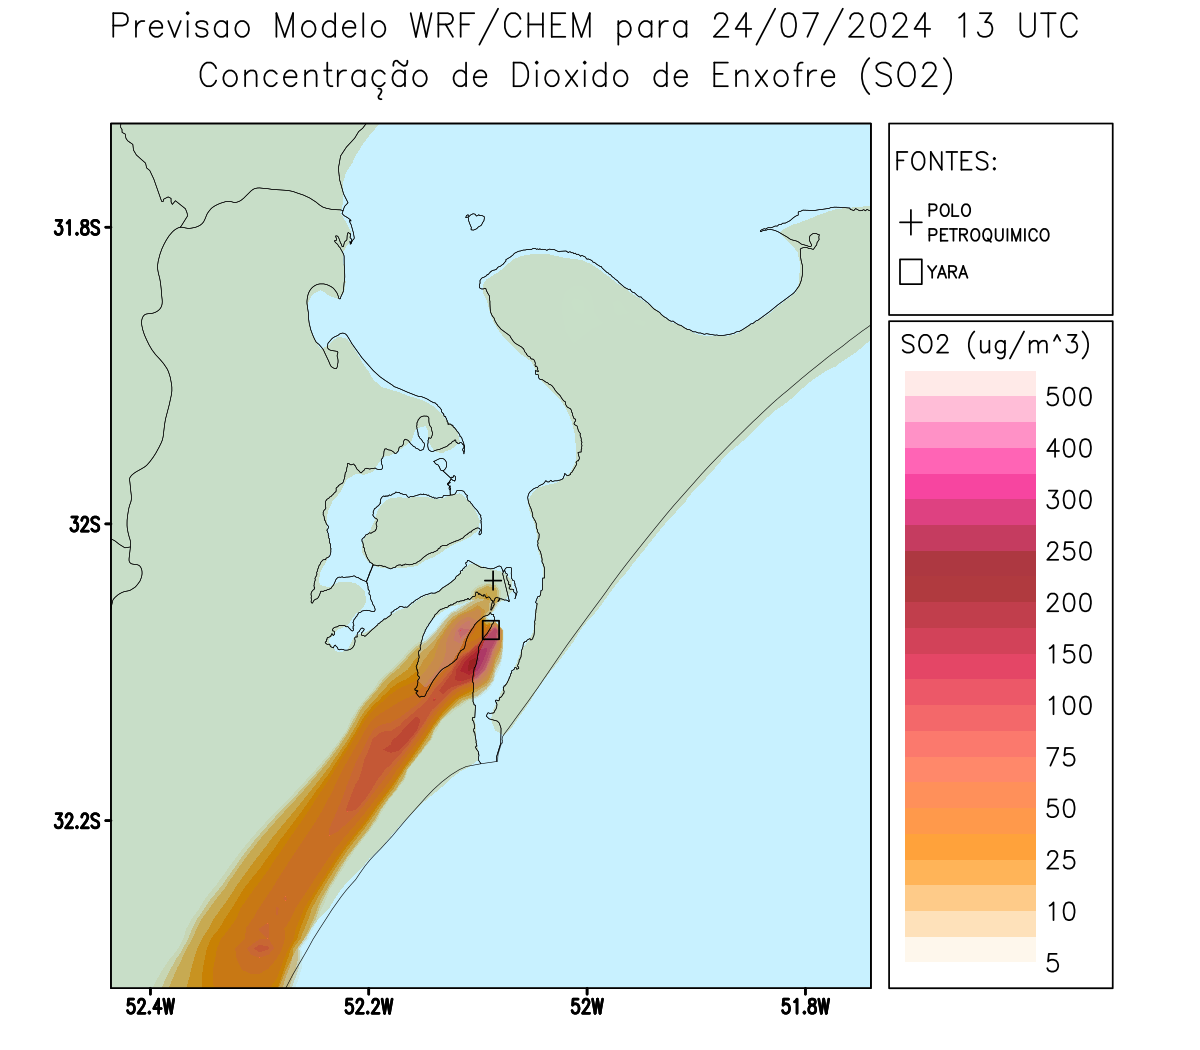 Previsao Modelo WRF/CHEM para 24/07/2024 13 UTC
Concentração de Dioxido de Enxofre (SO2)
FONTES:
POLO
PETROQUIMICO
YARA
SO2 (ug/m^3)
500
400
300
250
200
150
100
75
50
25
10
5
31.8S
32S
32.2S
52.4W
52.2W
52W
51.8W